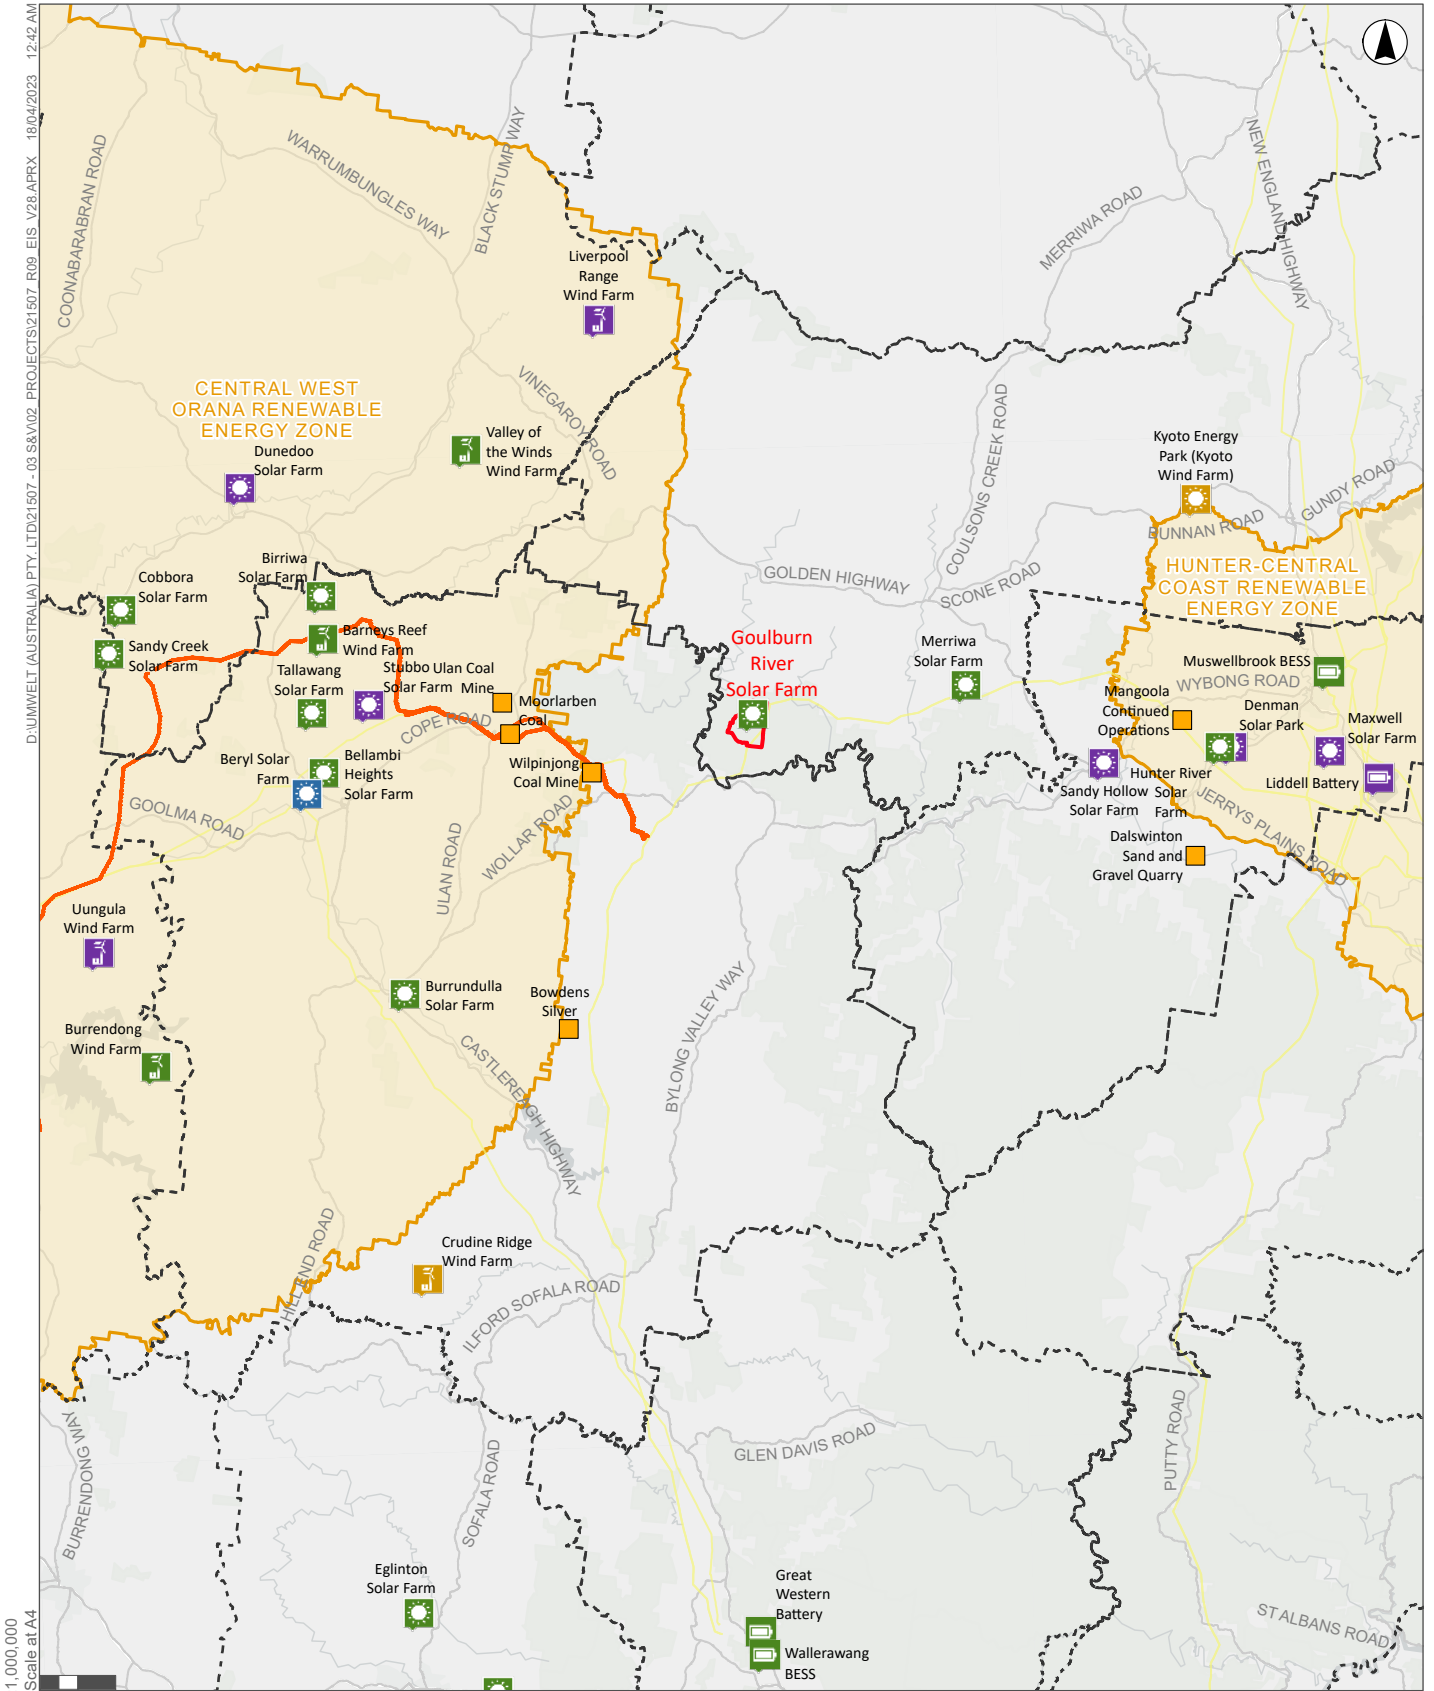 D:\UMWELT (AUSTRALIA) PTY. LTD\21507 - 03 S&V\02_PROJECTS\21507_R09_EIS_V28.APRX 18/04/2023 12:42 AM
COONABARABRAN ROAD
WARRUMBUNGLES WAY
BLACK STUMP WAY
NEW ENGLAND HIGHWAY
MERRIWA ROAD
Liverpool
Range
Wind Farm
CENTRAL WEST
ORANA RENEWABLE
ENERGY ZONE
VINEGAROY ROAD
Dunedoo
Solar Farm
Valley of
the Winds
Wind Farm
COULSONS CREEK ROAD
Kyoto Energy
Park (Kyoto
Wind Farm)
GUNDY ROAD
BUNNAN ROAD
HUNTER-CENTRAL
COAST RENEWABLE
ENERGY ZONE
GOLDEN HIGHWAY
SCONE ROAD
Birriwa
Solar Farm
Cobbora
Solar Farm
Sandy Creek
Solar Farm
Barneys Reef
Wind Farm
Tallawang
Solar Farm
Stubbo
Solar Farm
Ulan Coal
Mine
Moorlarben
Coal
COPE ROAD
Goulburn
River
Solar Farm
Merriwa
Solar Farm
Muswellbrook BESS
WYBONG ROAD
Mangoola
Continued
Operations
Denman
Solar Park
Maxwell
Solar Farm
Liddell Battery
Beryl Solar
Farm
Bellambi
Heights
Solar Farm
Wilpinjong
Coal Mine
Sandy Hollow
Solar Farm
Hunter River
Solar
Farm
JERRYS PLAINS ROAD
GOOLMA ROAD
ULAN ROAD
WOLLAR ROAD
Dalswinton
Sand and
Gravel Quarry
Uungula
Wind Farm
Burrundulla
Solar Farm
Bowdens
Silver
BYLONG VALLEY WAY
Burrendong
Wind Farm
CASTLEREAGH HIGHWAY
HILL END ROAD
Crudine Ridge
Wind Farm
ILFORD SOFALA ROAD
BURRENDONG WAY
SOFALA ROAD
GLEN DAVIS ROAD
PUTTY ROAD
Eglinton
Solar Farm
Great
Western
Battery
Wallerawang
BESS
ST ALBANS ROAD
1,000,000
Scale at A4